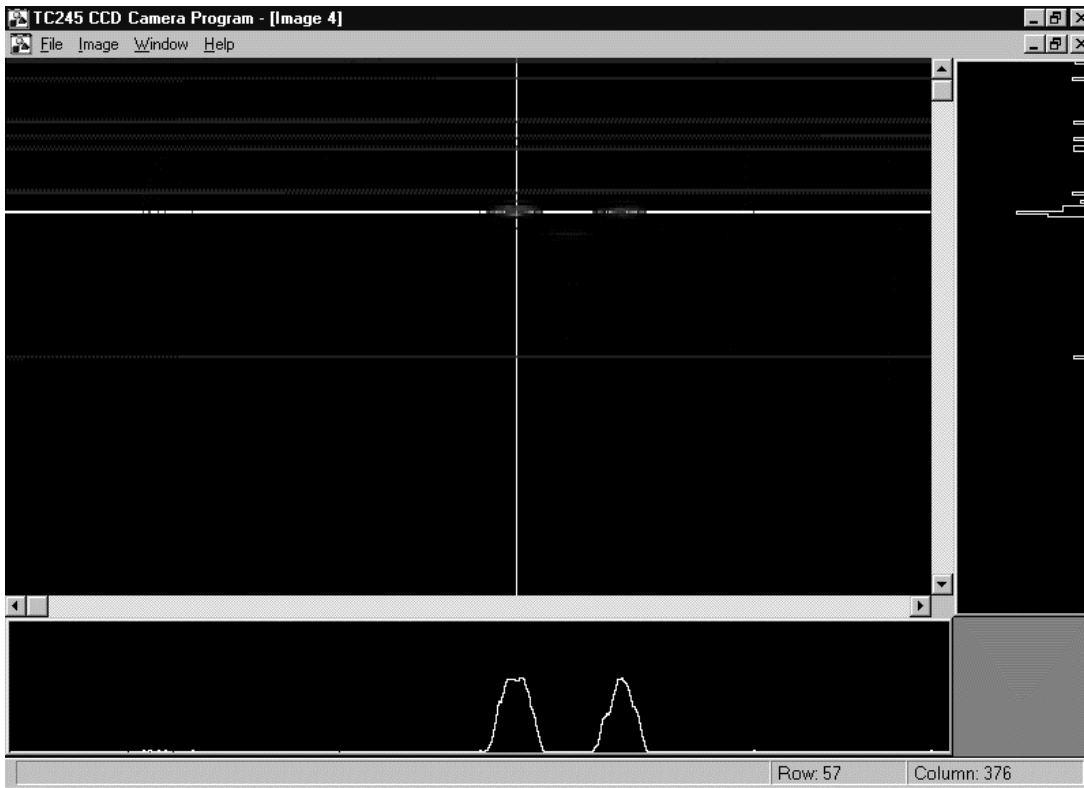 TC245 CCD Camera Program - [Image 4]
File Image Window Help
Row: 57 Column: 376